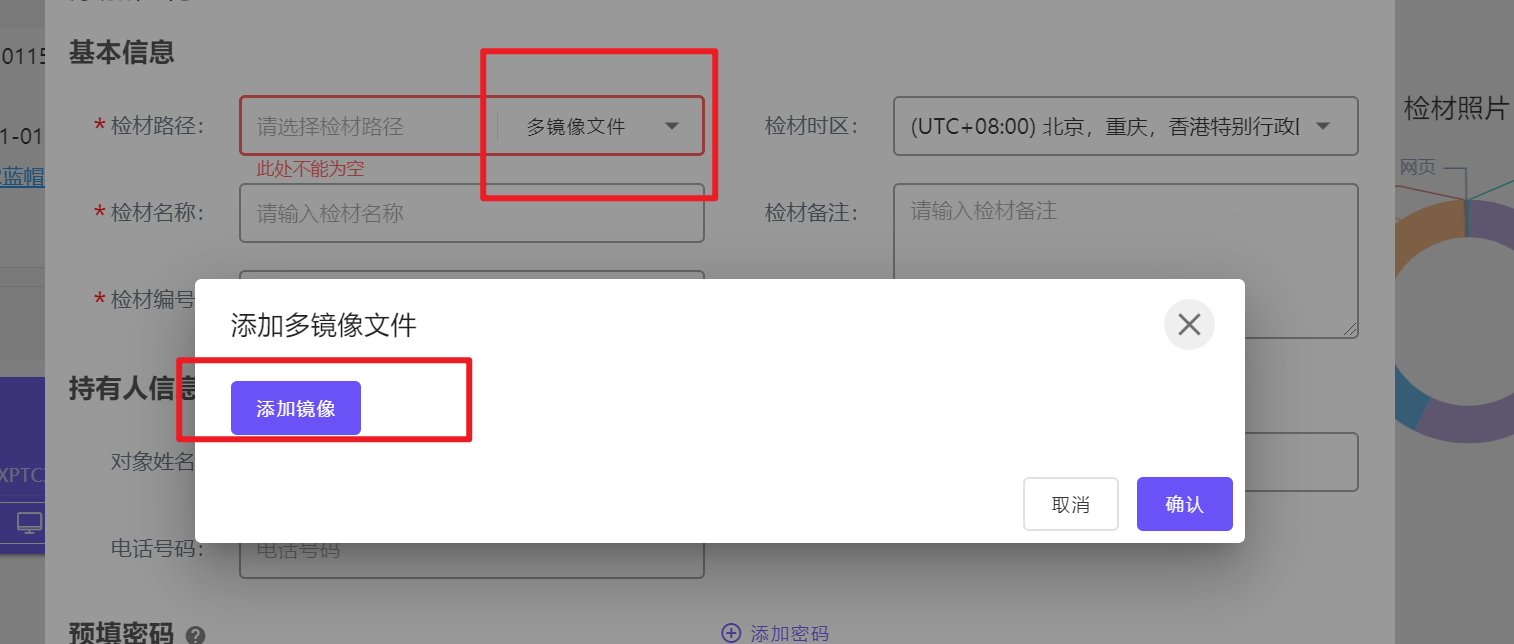 0115
1-01
蓝帽
XPTC
基本信息
* 检材路径:
请选择检材路径
多镜像文件
此处不能为空
检材时区:
(UTC+08:00) 北京，重庆，香港特别行政
* 检材名称:
请输入检材名称
检材备注:
请输入检材备注
* 检材编号
添加多镜像文件
添加镜像
取消
确认
持有人信息
对象姓名
电话号码:
电话号码
预填密码
添加密码
检材照片
网页